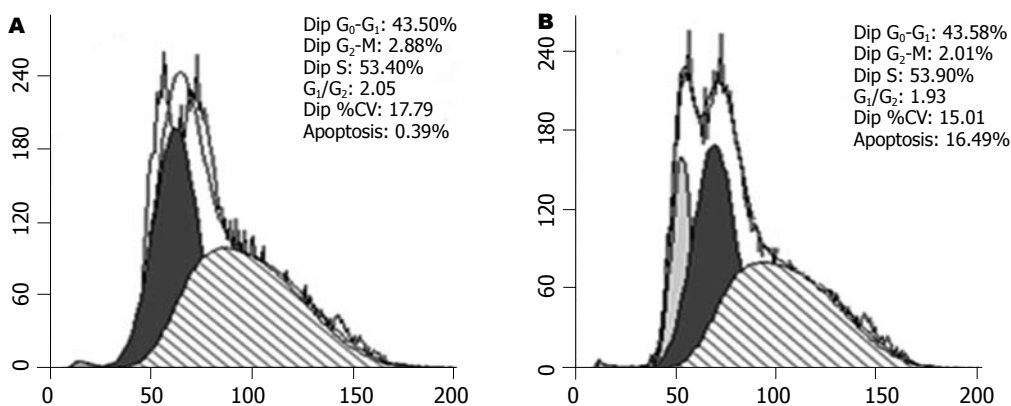 A
Dip G₀-G₁: 43.50%
Dip G₂-M: 2.88%
Dip S: 53.40%
G₁/G₂: 2.05
Dip %CV: 17.79
Apoptosis: 0.39%
240
180
120
60
0
0 50 100 150 200
B
Dip G₀-G₁: 43.58%
Dip G₂-M: 2.01%
Dip S: 53.90%
G₁/G₂: 1.93
Dip %CV: 15.01
Apoptosis: 16.49%
240
180
120
60
0
0 50 100 150 200